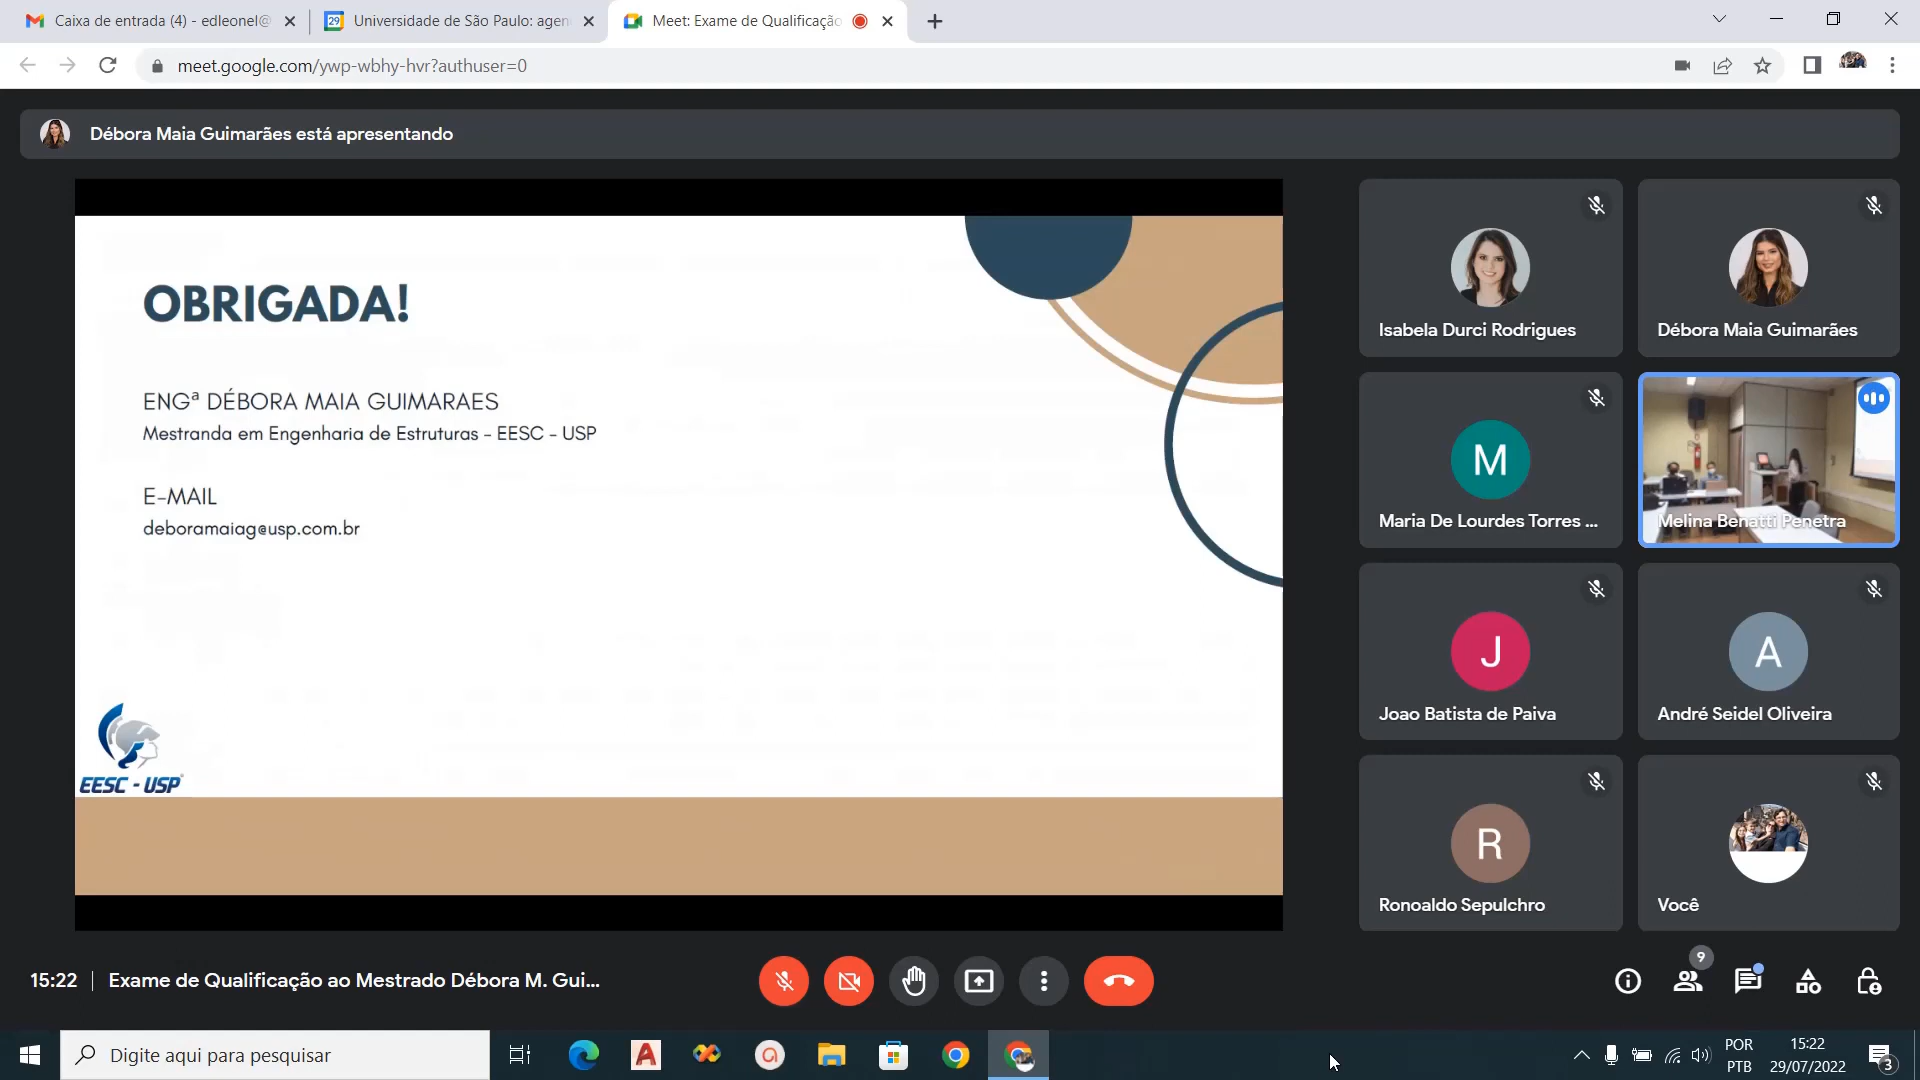 Caixa de entrada (4) - edleonel@
Universidade de São Paulo: agen
Meet: Exame de Qualificação
meet.google.com/ywp-wbhy-hvr?authuser=0
Débora Maia Guimarães está apresentando
OBRIGADA!
ENGª DÉBORA MAIA GUIMARAES
Mestranda em Engenharia de Estruturas - EESC - USP
E-MAIL
deboramaiag@usp.com.br
EESC - USP
Isabela Durci Rodrigues
Débora Maia Guimarães
M
Maria De Lourdes Torres ...
Melina Benatti Penetra
J
Joao Batista de Paiva
A
André Seidel Oliveira
R
Ronoaldo Sepulchro
Você
15:22
Exame de Qualificação ao Mestrado Débora M. Gui...
9
Digite aqui para pesquisar
POR
PTB
15:22
29/07/2022
3